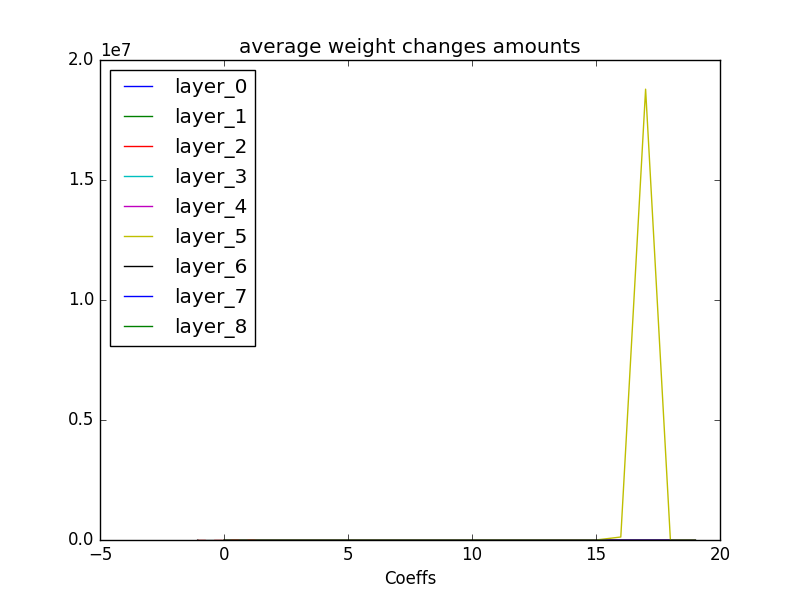 average weight changes amounts
1e7
2.0
1.5
1.0
0.5
0.0
layer_0
layer_1
layer_2
layer_3
layer_4
layer_5
layer_6
layer_7
layer_8
−5 0 5 10 15 20
Coeffs